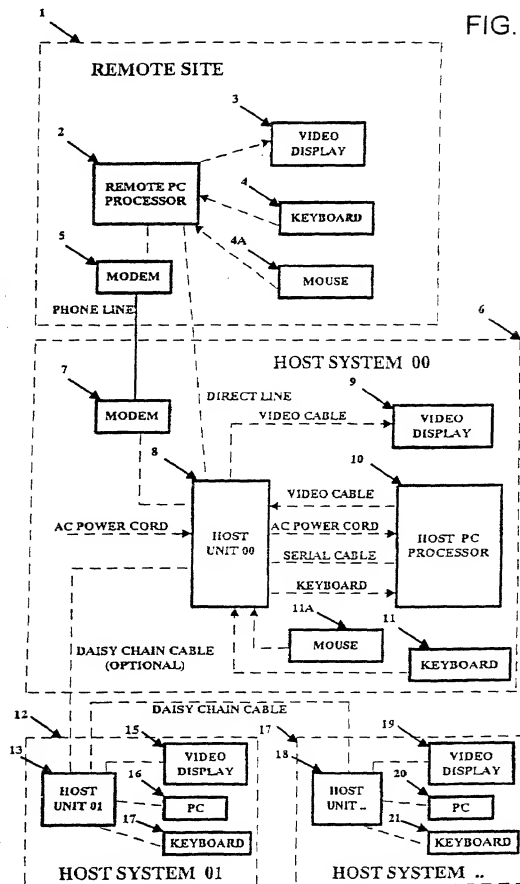 FIG.
1
REMOTE SITE
3
VIDEO
DISPLAY
2
REMOTE PC
PROCESSOR
4
KEYBOARD
5
4A
MODEM
MOUSE
PHONE LINE
6
HOST SYSTEM 00
7
MODEM
DIRECT LINE
9
VIDEO CABLE
VIDEO
DISPLAY
8
10
VIDEO CABLE
AC POWER CORD
HOST
UNIT 00
AC POWER CORD
HOST PC
PROCESSOR
SERIAL CABLE
KEYBOARD
11A
11
MOUSE
DAISY CHAIN CABLE
(OPTIONAL)
KEYBOARD
DAISY CHAIN CABLE
12
15
17
19
13
VIDEO
DISPLAY
18
VIDEO
DISPLAY
16
20
HOST
UNIT 01
PC
HOST
UNIT ..
PC
17
21
KEYBOARD
KEYBOARD
HOST SYSTEM 01
HOST SYSTEM ..